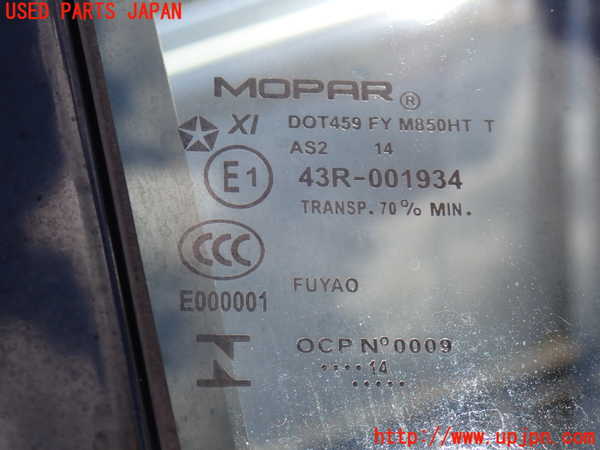 USED PARTS JAPAN
MOPAR ®
XI DOT459 FY M850HT T
AS2 14
E1 43R-001934
TRANSP. 70% MIN.
CCC
E000001 FUYAO
OCP Nº0009
•••• 14
•••••
http://www.upjpn.com